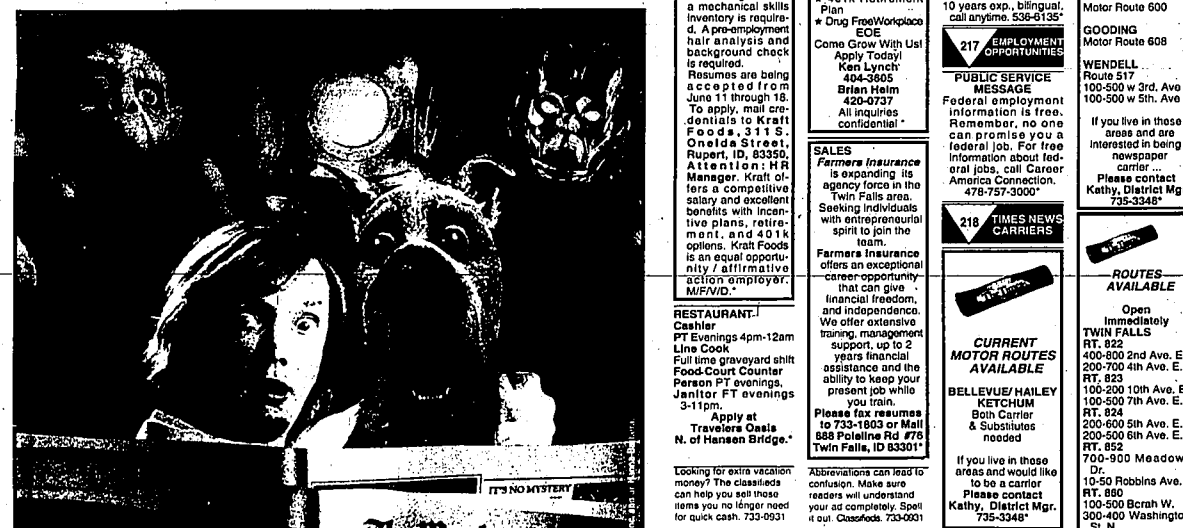 IT'S NO MYSTERY
a mechanical skills
inventory is require-
d. A pre-employment
hair analysis and
background check
is required.
Resumes are being
accepted from
June 11 through 18.
To apply, mail cre-
dentials to Kraft
Foods, 311 S.
Oneida Street,
Rupert, ID, 83350,
Attention: HR
Manager. Kraft of-
fers a competitive
salary and excellent
benefits with incen-
tive plans, retire-
ment, and 401k
options. Kraft Foods
is an equal opportu-
nity / affirmative
action employer.
M/F/V/D.*
RESTAURANT
Cashier
PT Evenings 4pm-12am
Line Cook
Full time graveyard shift
Food-Court Counter
Person PT evenings,
Janitor FT evenings
3-11pm.
Apply at
Travelers Oasis
N. of Hansen Bridge.*
Looking for extra vacation
money? The classifieds
can help you sell those
items you no longer need
for quick cash. 733-0931
★ 401k Retirement
Plan
★ Drug FreeWorkplace
EOE
Come Grow With Us!
Apply Today!
Ken Lynch
404-3605
Brian Helm
420-0737
All inquiries
confidential *
SALES
Farmers Insurance
is expanding its
agency force in the
Twin Falls area.
Seeking individuals
with entrepreneurial
spirit to join the
team.
Farmers Insurance
offers an exceptional
career opportunity
that can give
financial freedom,
and independence.
We offer extensive
training, management
support, up to 2
years financial
assistance and the
ability to keep your
present job while
you train.
Please fax resumes
to 733-1803 or Mail
888 Poleline Rd #76
Twin Falls, ID 83301*
Abbreviations can lead to
confusion. Make sure
readers will understand
your ad completely. Spell
it out. Classifieds. 733-0931
10 years exp., bilingual,
call anytime. 536-6135*
217 EMPLOYMENT
OPPORTUNITIES
PUBLIC SERVICE
MESSAGE
Federal employment
information is free.
Remember, no one
can promise you a
federal job. For free
information about fed-
eral jobs, call Career
America Connection.
478-757-3000*
218 TIMES NEWS
CARRIERS
CURRENT
MOTOR ROUTES
AVAILABLE
BELLEVUE/HAILEY
KETCHUM
Both Carrier
& Substitutes
needed
If you live in these
areas and would like
to be a carrier
Please contact
Kathy, District Mgr.
735-3348*
Motor Route 600
GOODING
Motor Route 608
WENDELL
Route 517
100-500 w 3rd. Ave
100-500 w 5th. Ave
If you live in these
areas and are
interested in being
newspaper
carrier ...
Please contact
Kathy, District Mg
735-3348*
ROUTES
AVAILABLE
Open
Immediately
TWIN FALLS
RT. 822
400-800 2nd Ave. E
200-700 4th Ave. E.
RT. 823
100-200 10th Ave. E
100-500 7th Ave. E.
RT. 824
200-600 5th Ave. E.
200-500 6th Ave. E.
RT. 852
700-900 Meadow
Dr.
10-50 Robbins Ave.
RT. 860
100-500 Borah W.
300-400 Washingto
N.